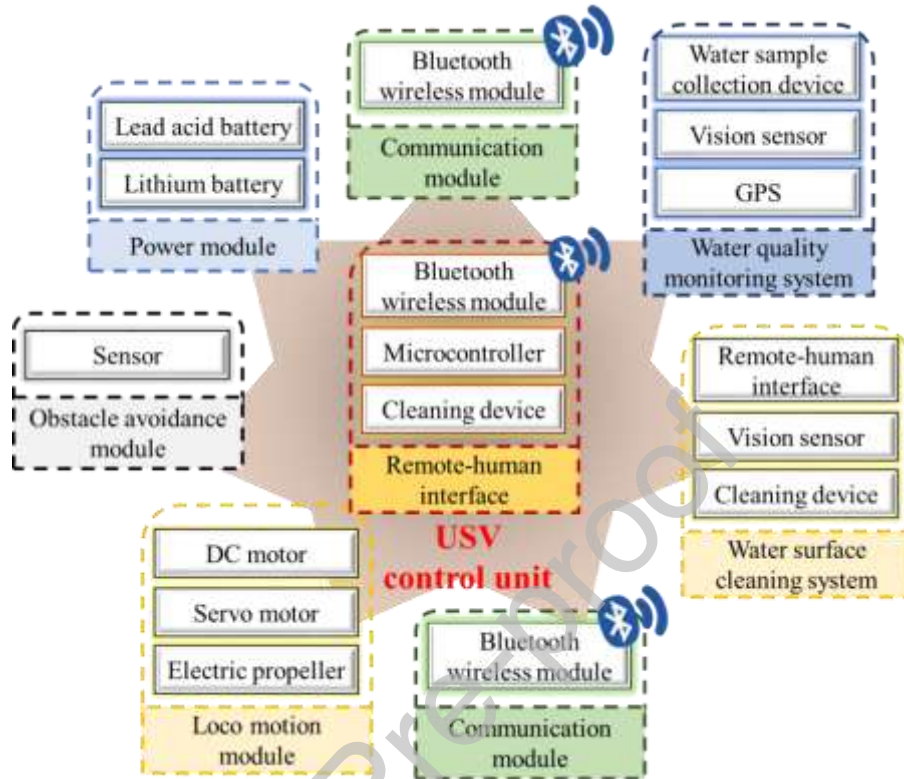 Bluetooth
wireless module
Communication
module
Lead acid battery
Lithium battery
Power module
Water sample
collection device
Vision sensor
GPS
Water quality
monitoring system
Bluetooth
wireless module
Microcontroller
Cleaning device
Remote-human
interface
USV
control unit
Sensor
Obstacle avoidance
module
Remote-human
interface
Vision sensor
Cleaning device
Water surface
cleaning system
DC motor
Servo motor
Electric propeller
Loco motion
module
Bluetooth
wireless module
Communication
module
Pre-proof